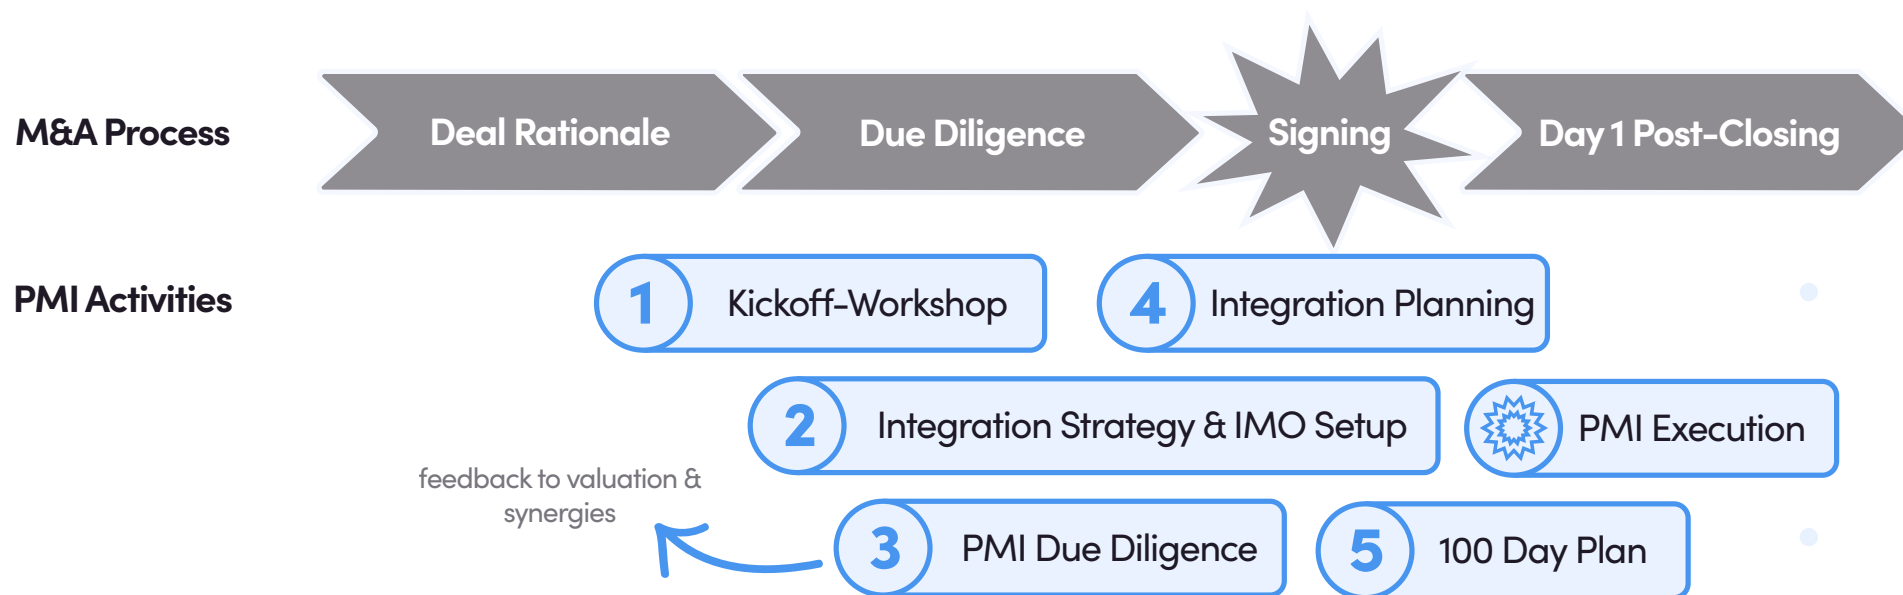 M&A Process
Deal Rationale
Due Diligence
Signing
Day 1 Post-Closing
PMI Activities
1
Kickoff-Workshop
4
Integration Planning
2
Integration Strategy & IMO Setup
PMI Execution
feedback to valuation &
synergies
3
PMI Due Diligence
5
100 Day Plan